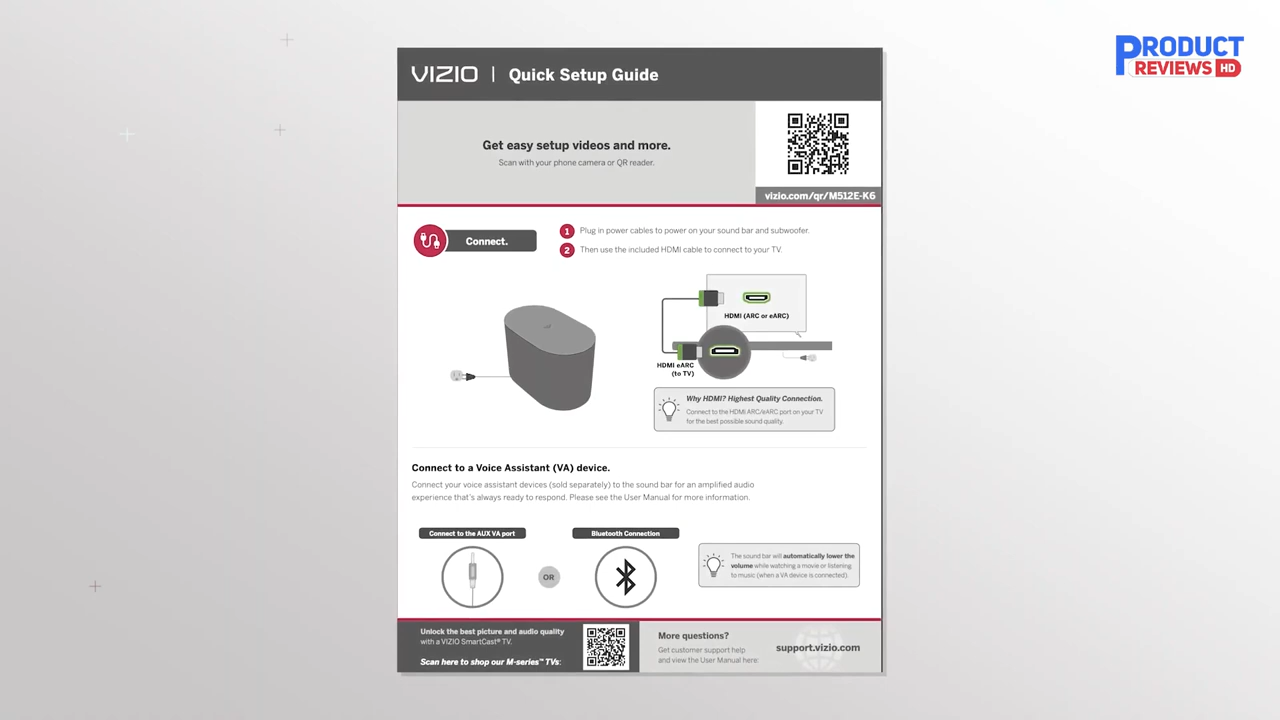 PRODUCT
REVIEWS HD
VIZIO | Quick Setup Guide
Get easy setup videos and more.
Scan with your phone camera or QR reader.
vizio.com/qr/M512E-K6
Connect.
1 Plug in power cables to power on your sound bar and subwoofer.
2 Then use the included HDMI cable to connect to your TV.
HDMI (ARC or eARC)
HDMI eARC
(to TV)
Why HDMI? Highest Quality Connection.
Connect to the HDMI ARC/eARC port on your TV
for the best possible sound quality.
Connect to a Voice Assistant (VA) device.
Connect your voice assistant devices (sold separately) to the sound bar for an amplified audio
experience that's always ready to respond. Please see the User Manual for more information.
Connect to the AUX VA port
OR
Bluetooth Connection
The sound bar will automatically lower the
volume while watching a movie or listening
to music (when a VA device is connected).
Unlock the best picture and audio quality
with a VIZIO SmartCast® TV.
Scan here to shop our M-series™ TVs:
More questions?
Get customer support help
and view the User Manual here:
support.vizio.com